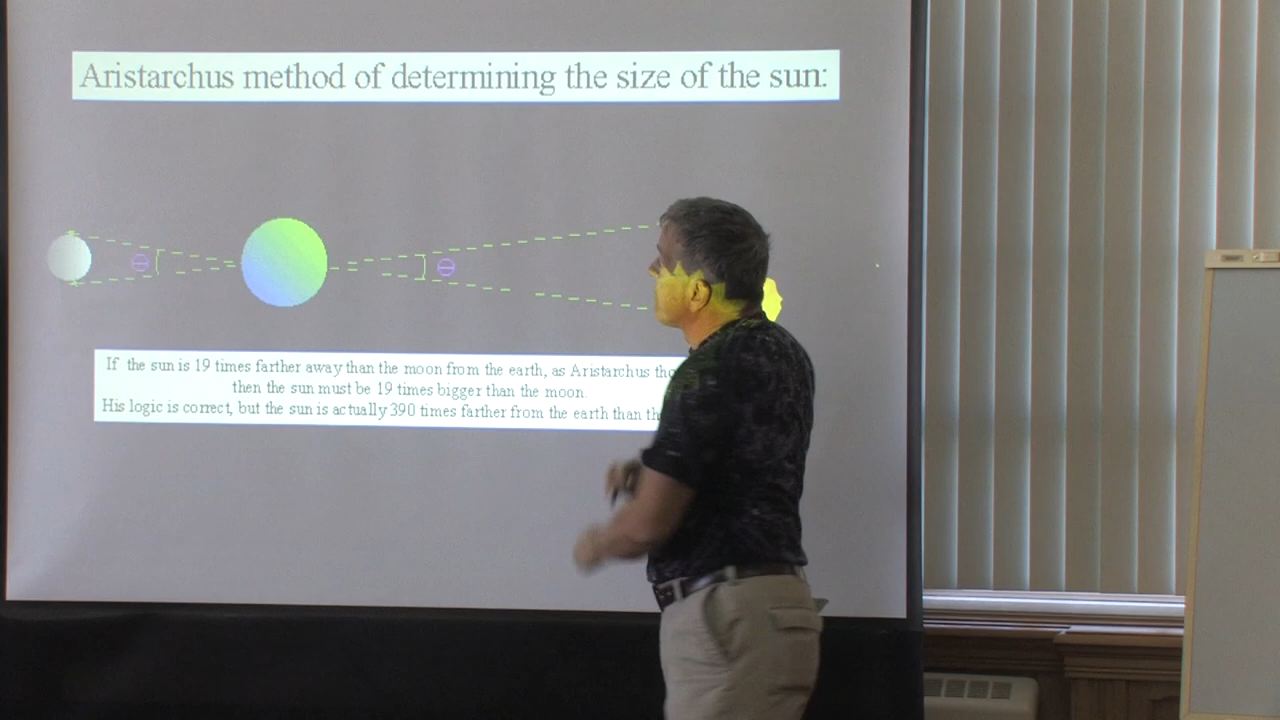 Aristarchus method of determining the size of the sun:
θ
θ
If the sun is 19 times farther away than the moon from the earth, as Aristarchus
then the sun must be 19 times bigger than the moon.
His logic is correct, but the sun is actually 390 times farther from the earth than